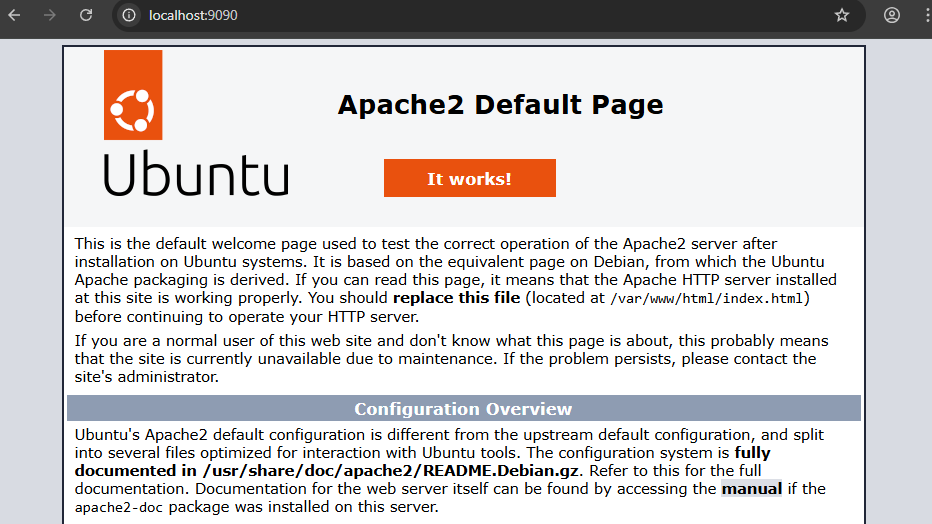 localhost:9090
Apache2 Default Page
Ubuntu
It works!
This is the default welcome page used to test the correct operation of the Apache2 server after
installation on Ubuntu systems. It is based on the equivalent page on Debian, from which the Ubuntu
Apache packaging is derived. If you can read this page, it means that the Apache HTTP server installed
at this site is working properly. You should replace this file (located at /var/www/html/index.html)
before continuing to operate your HTTP server.
If you are a normal user of this web site and don't know what this page is about, this probably means
that the site is currently unavailable due to maintenance. If the problem persists, please contact the
site's administrator.
Configuration Overview
Ubuntu's Apache2 default configuration is different from the upstream default configuration, and split
into several files optimized for interaction with Ubuntu tools. The configuration system is fully
documented in /usr/share/doc/apache2/README.Debian.gz. Refer to this for the full
documentation. Documentation for the web server itself can be found by accessing the manual if the
apache2-doc package was installed on this server.